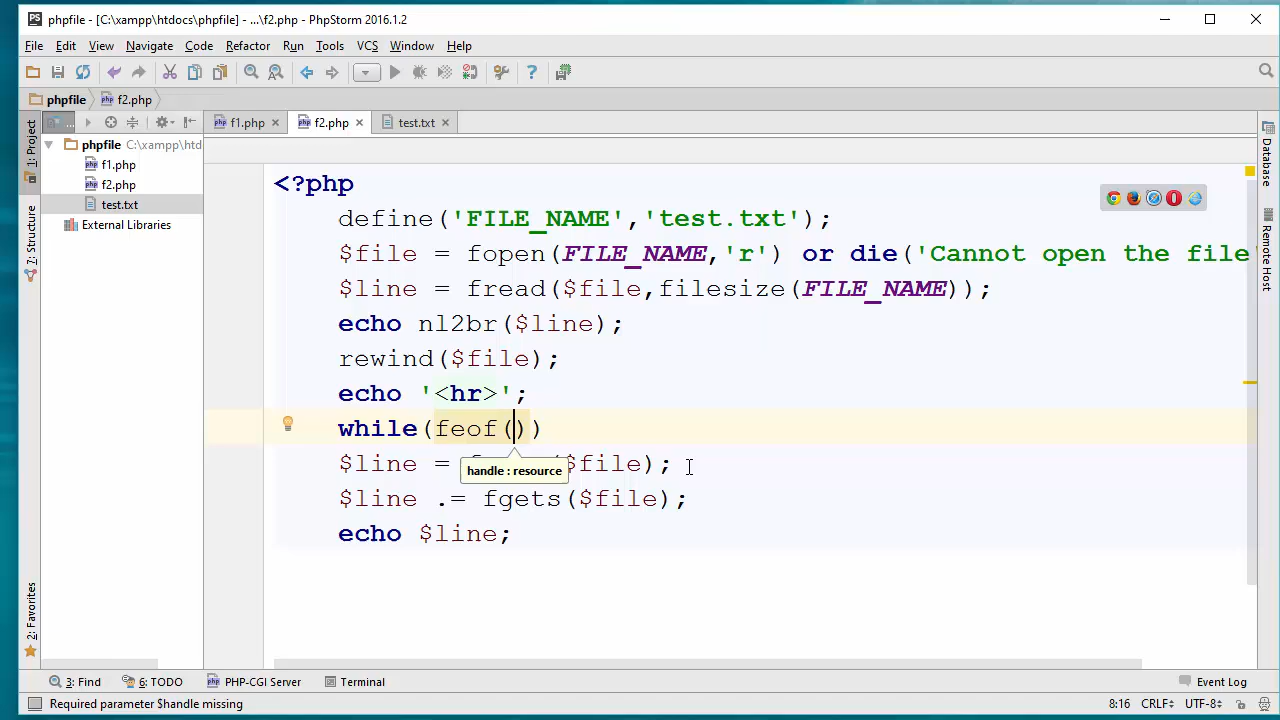 phpfile - [C:\xampp\htdocs\phpfile] - ...\f2.php - PhpStorm 2016.1.2
File Edit View Navigate Code Refactor Run Tools VCS Window Help
phpfile f2.php
... f1.php f2.php test.txt
1: Project
7: Structure
2: Favorites
phpfile C:\xampp\htd
f1.php
f2.php
test.txt
External Libraries
<?php
define('FILE_NAME','test.txt');
$file = fopen(FILE_NAME,'r') or die('Cannot open the file'
$line = fread($file,filesize(FILE_NAME));
echo nl2br($line);
rewind($file);
echo '<hr>';
while(feof())
handle : resource
$line = ($file);
$line .= fgets($file);
echo $line;
Database
Remote Host
3: Find 6: TODO PHP-CGI Server Terminal Event Log
Required parameter $handle missing 8:16 CRLF UTF-8